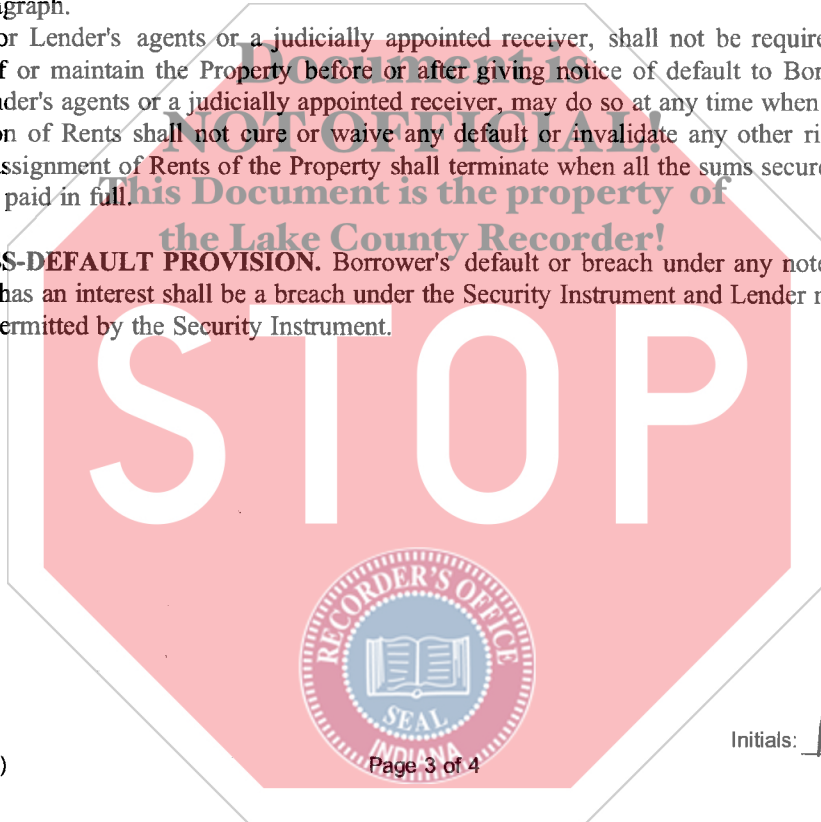 agraph.
or Lender's agents or a judicially appointed receiver, shall not be require
f or maintain the Property before or after giving notice of default to Bor
nder's agents or a judicially appointed receiver, may do so at any time when
on of Rents shall not cure or waive any default or invalidate any other ri
ssignment of Rents of the Property shall terminate when all the sums secure
paid in full.
Document is
NOT OFFICIAL!
This Document is the property of
the Lake County Recorder!
S-DEFAULT PROVISION. Borrower's default or breach under any note
has an interest shall be a breach under the Security Instrument and Lender
ermitted by the Security Instrument.
STOP
RECORDER'S OFFICE
SEAL
INDIANA
Initials:
)
Page 3 of 4